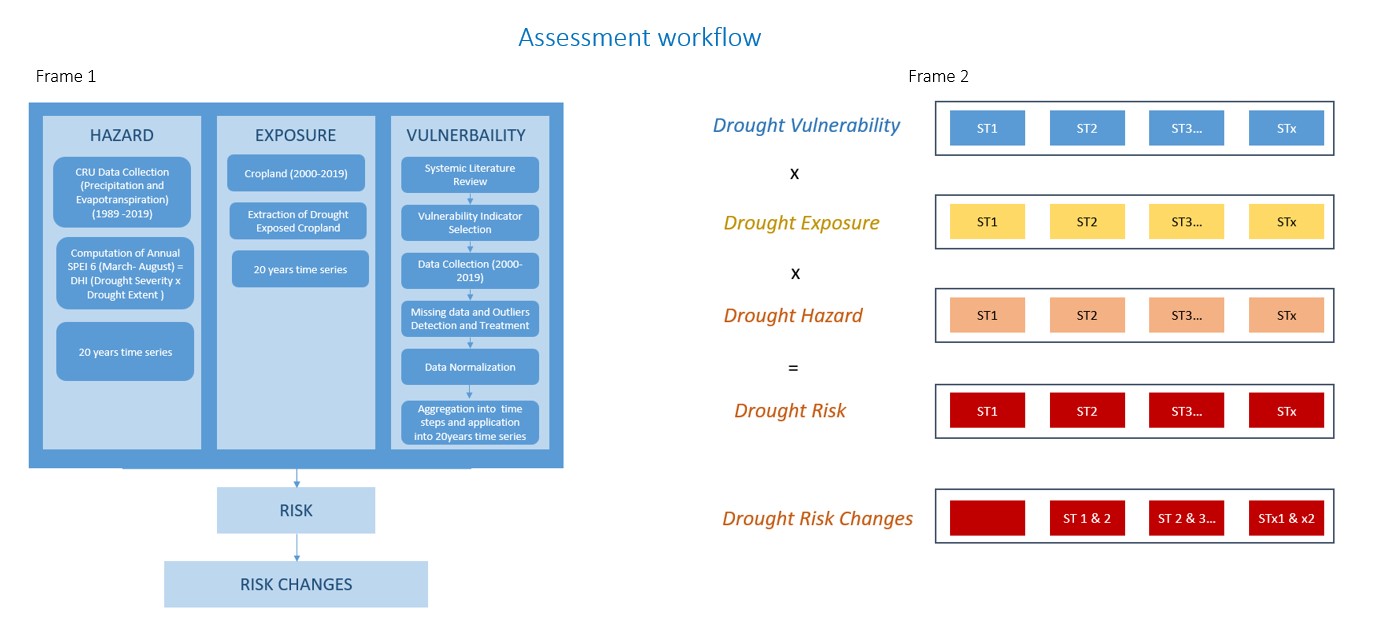 Assessment workflow
Frame 1
HAZARD
CRU Data Collection
(Precipitation and
Evapotranspiration)
(1989 -2019)
Computation of Annual
SPEI 6 (March- August) =
DHI (Drought Severity x
Drought Extent )
20 years time series
EXPOSURE
Cropland (2000-2019)
Extraction of Drought
Exposed Cropland
20 years time series
VULNERBAILITY
Systemic Literature
Review
Vulnerability Indicator
Selection
Data Collection (2000-
2019)
Missing data and Outliers
Detection and Treatment
Data Normalization
Aggregation into time
steps and application
into 20years time series
RISK
RISK CHANGES
Frame 2
Drought Vulnerability
ST1 ST2 ST3... STx
x
Drought Exposure
ST1 ST2 ST3... STx
x
Drought Hazard
ST1 ST2 ST3... STx
=
Drought Risk
ST1 ST2 ST3... STx
Drought Risk Changes
ST 1 & 2 ST 2 & 3... STx1 & x2